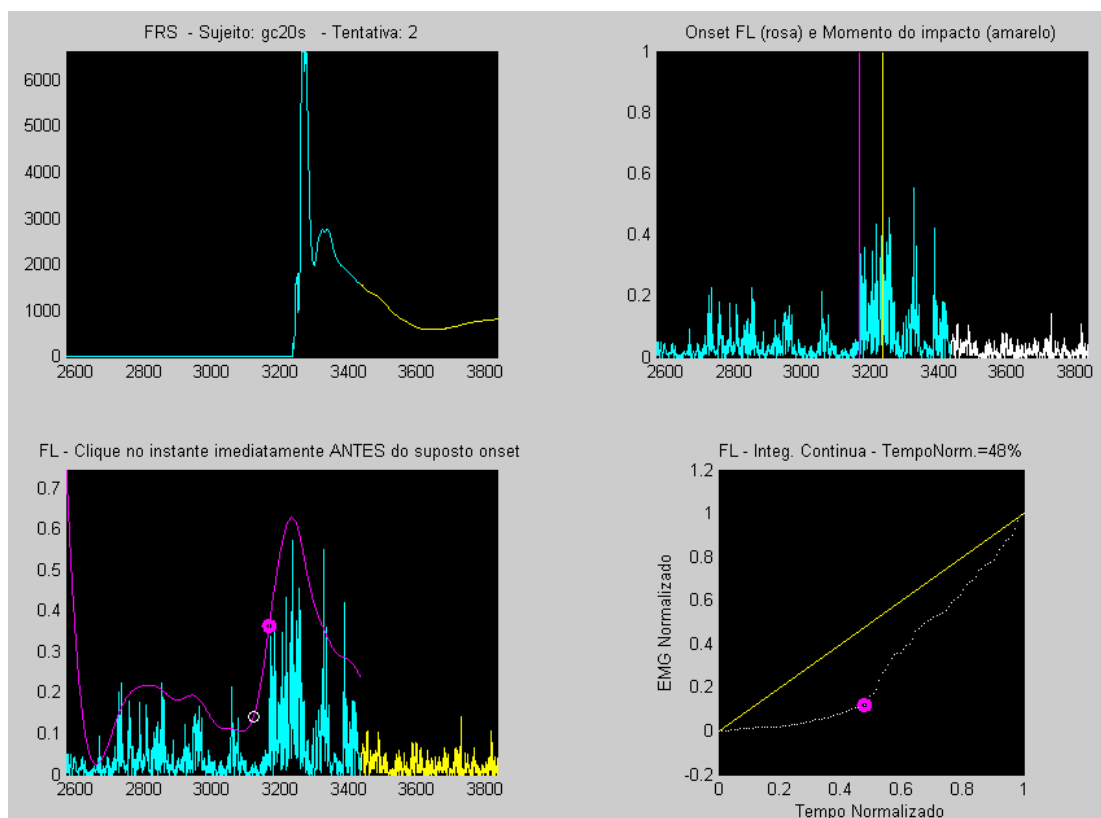 FRS - Sujeito: gc20s - Tentativa: 2
6000
5000
4000
3000
2000
1000
0
2600 2800 3000 3200 3400 3600 3800
Onset FL (rosa) e Momento do impacto (amarelo)
1
0.8
0.6
0.4
0.2
0
2600 2800 3000 3200 3400 3600 3800
FL - Clique no instante imediatamente ANTES do suposto onset
0.7
0.6
0.5
0.4
0.3
0.2
0.1
0
2600 2800 3000 3200 3400 3600 3800
FL - Integ. Continua - TempoNorm.=48%
1.2
1
0.8
0.6
0.4
0.2
0
-0.2
EMG Normalizado
0 0.2 0.4 0.6 0.8 1
Tempo Normalizado